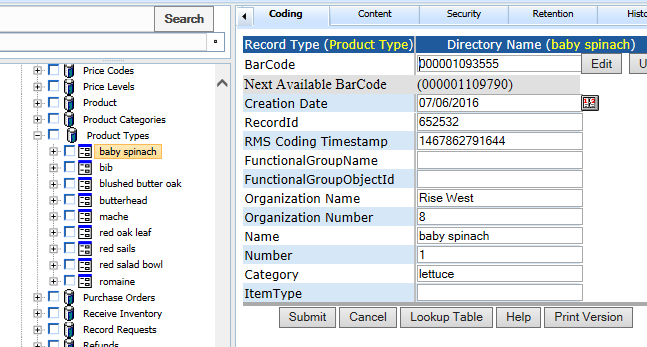 Search
Price Codes
Price Levels
Product
Product Categories
Product Types
baby spinach
bib
blushed butter oak
butterhead
mache
red oak leaf
red sails
red salad bowl
romaine
Purchase Orders
Receive Inventory
Record Requests
Refunds
Coding Content Security Retention Histo
Record Type (Product Type) Directory Name (baby spinach)
BarCode 000001093555 Edit U
Next Available BarCode (000001109790)
Creation Date 07/06/2016
RecordId 652532
RMS Coding Timestamp 1467862791644
FunctionalGroupName
FunctionalGroupObjectId
Organization Name Rise West
Organization Number 8
Name baby spinach
Number 1
Category lettuce
ItemType
Submit Cancel Lookup Table Help Print Version